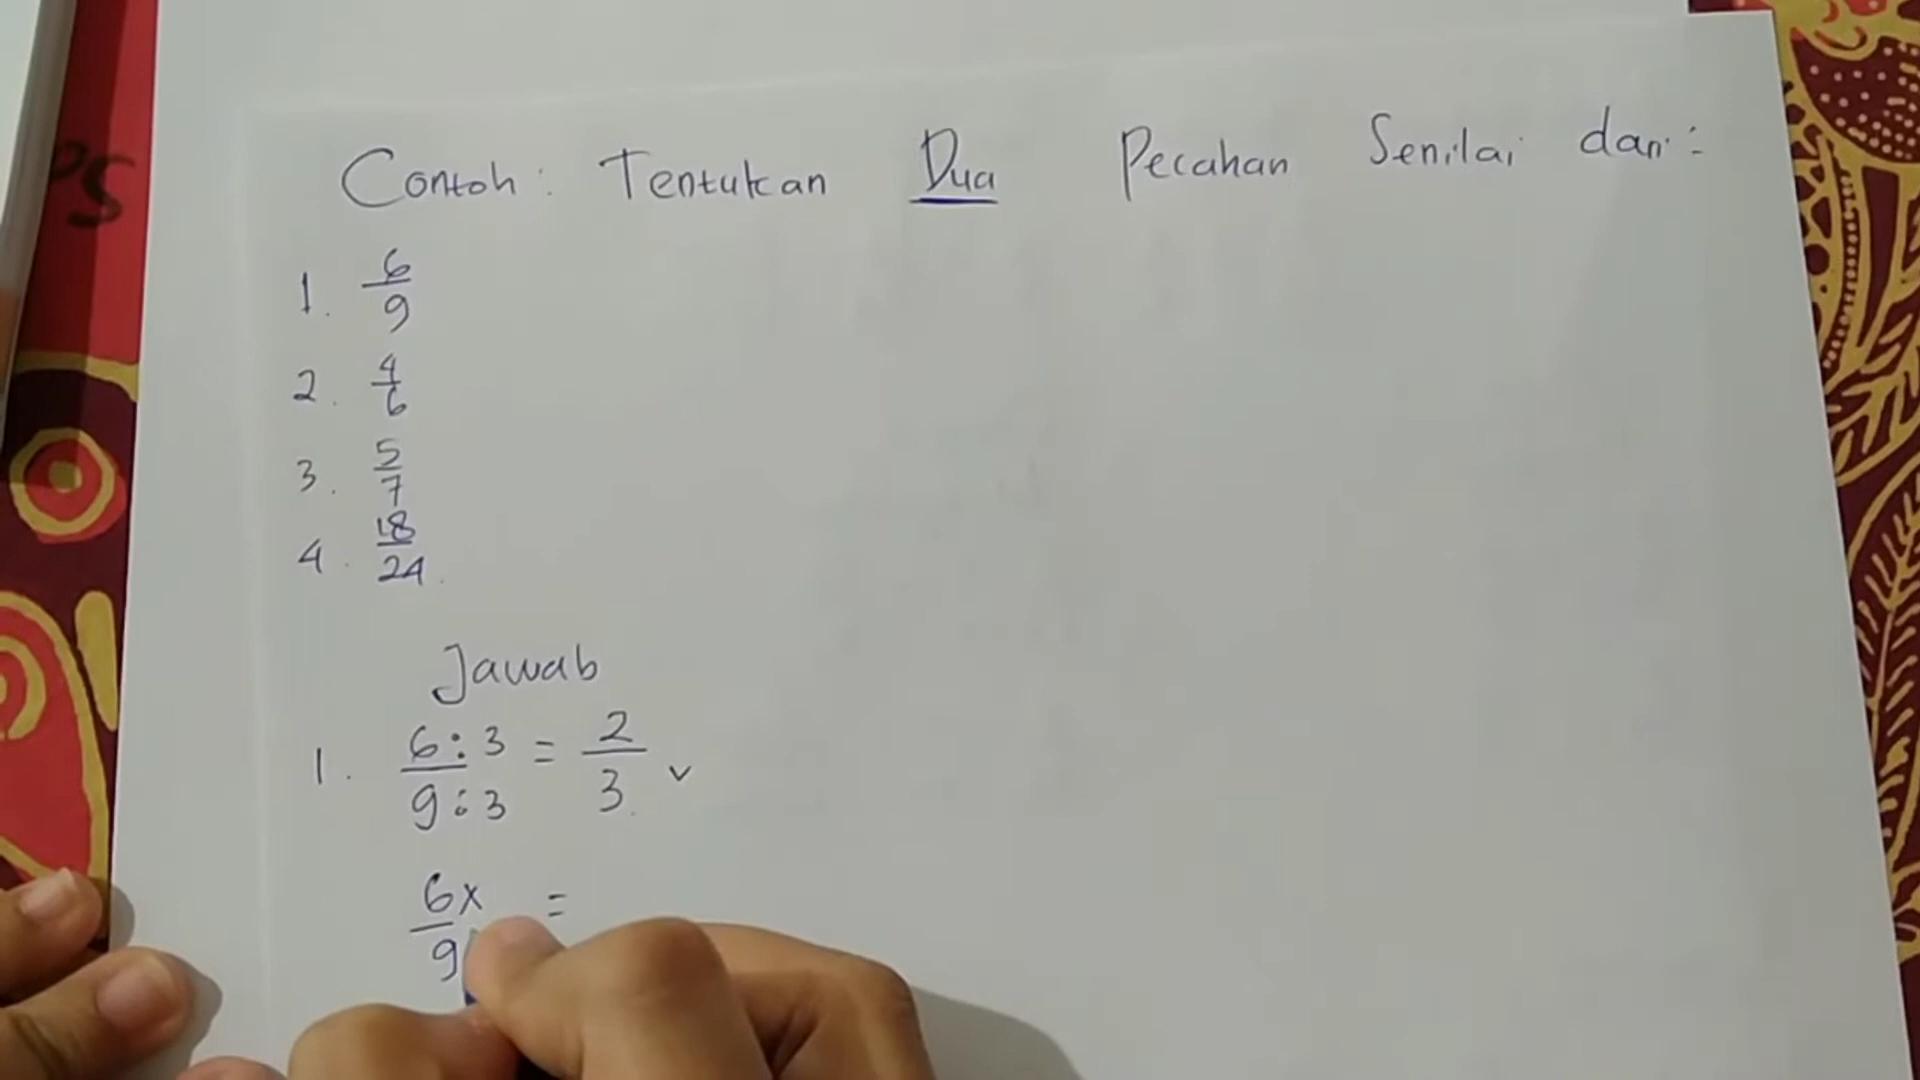 Contoh : Tentukan Dua Pecahan Senilai dari :
1. 6/9
2. 4/6
3. 5/7
4. 18/24.
Jawab
1. 6 : 3 / 9 : 3 = 2/3. v
6x / 9 =